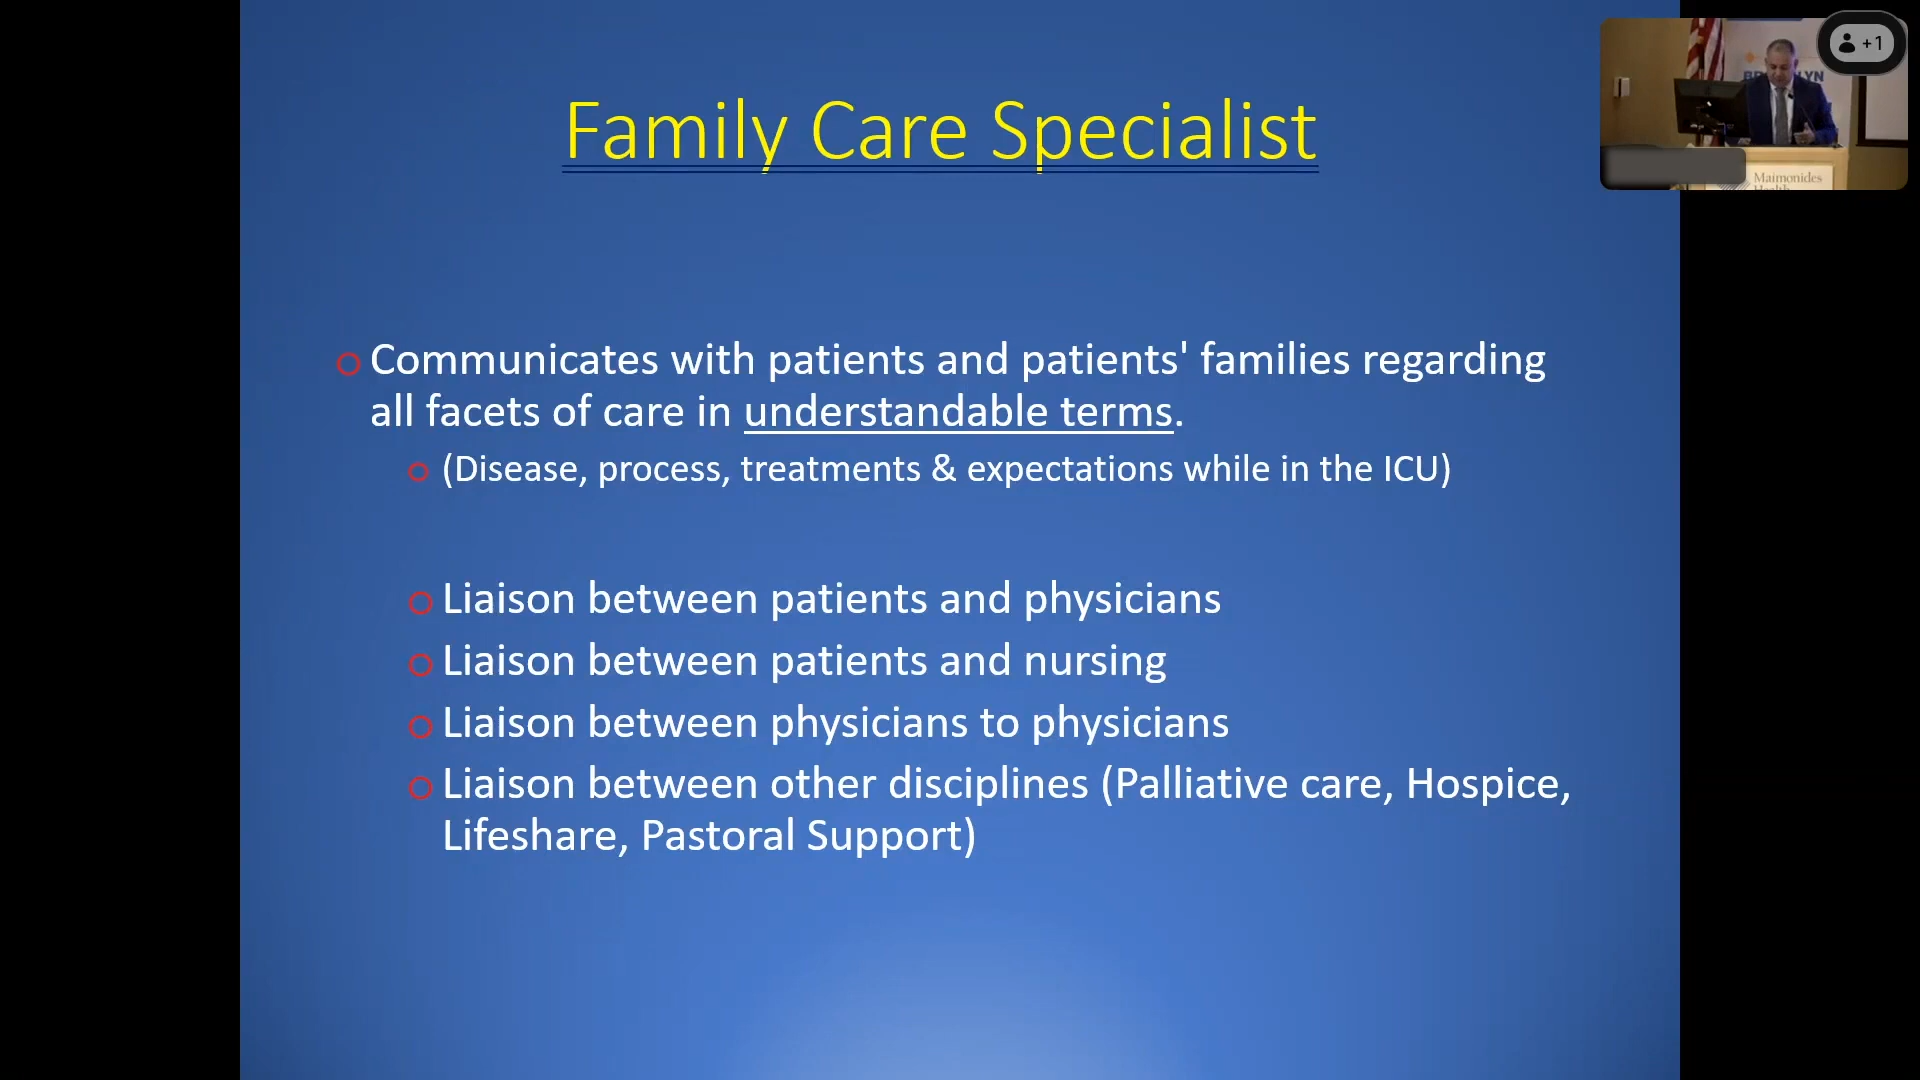 Family Care Specialist
Communicates with patients and patients' families regarding
all facets of care in understandable terms.
(Disease, process, treatments & expectations while in the ICU)
Liaison between patients and physicians
Liaison between patients and nursing
Liaison between physicians to physicians
Liaison between other disciplines (Palliative care, Hospice,
Lifeshare, Pastoral Support)
+1
Maimonides
Health